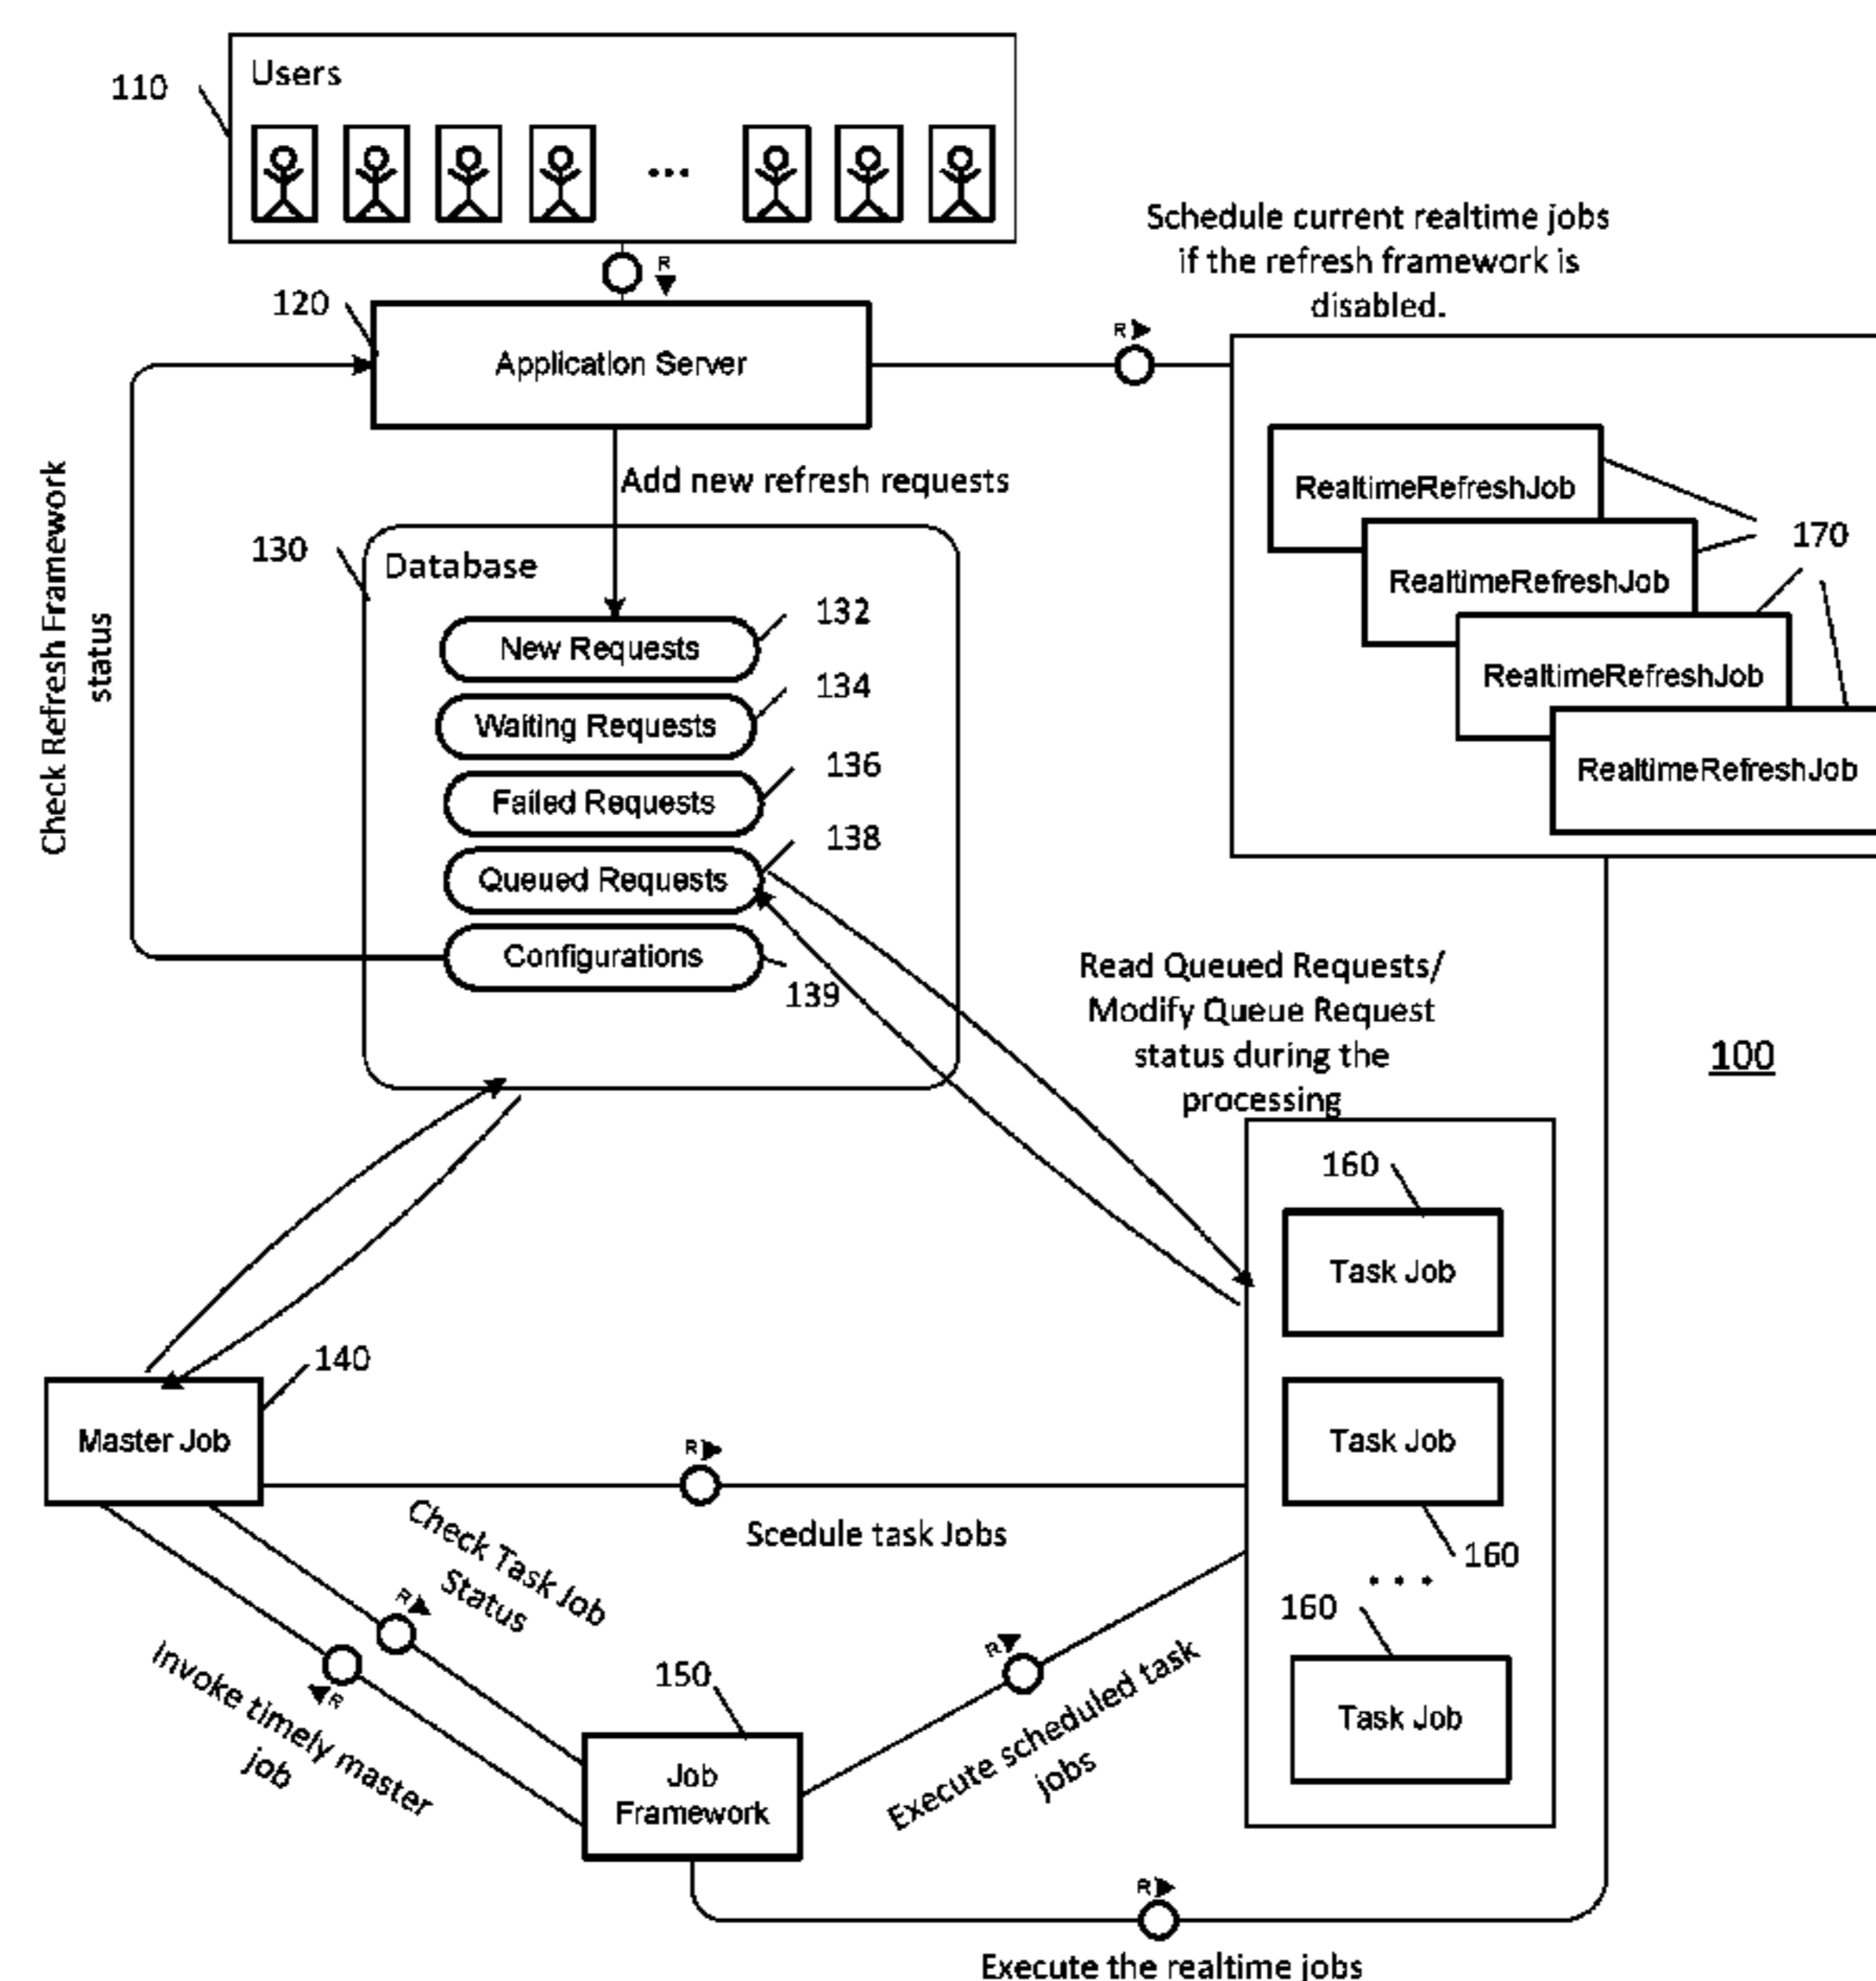 110
Users
...
R
120
Application Server
Schedule current realtime jobs
if the refresh framework is
disabled.
R
RealtimeRefreshJob
RealtimeRefreshJob
RealtimeRefreshJob
RealtimeRefreshJob
170
Check Refresh Framework
status
Add new refresh requests
130
Database
New Requests
132
Waiting Requests
134
Failed Requests
136
Queued Requests
138
Configurations
139
Read Queued Requests/
Modify Queue Request
status during the
processing
100
160
Task Job
Task Job
160
...
160
Task Job
140
Master Job
R
Scedule task Jobs
Check Task Job
Status
R
Invoke timely master
job
R
150
Job
Framework
R
Execute scheduled task
jobs
R
Execute the realtime jobs